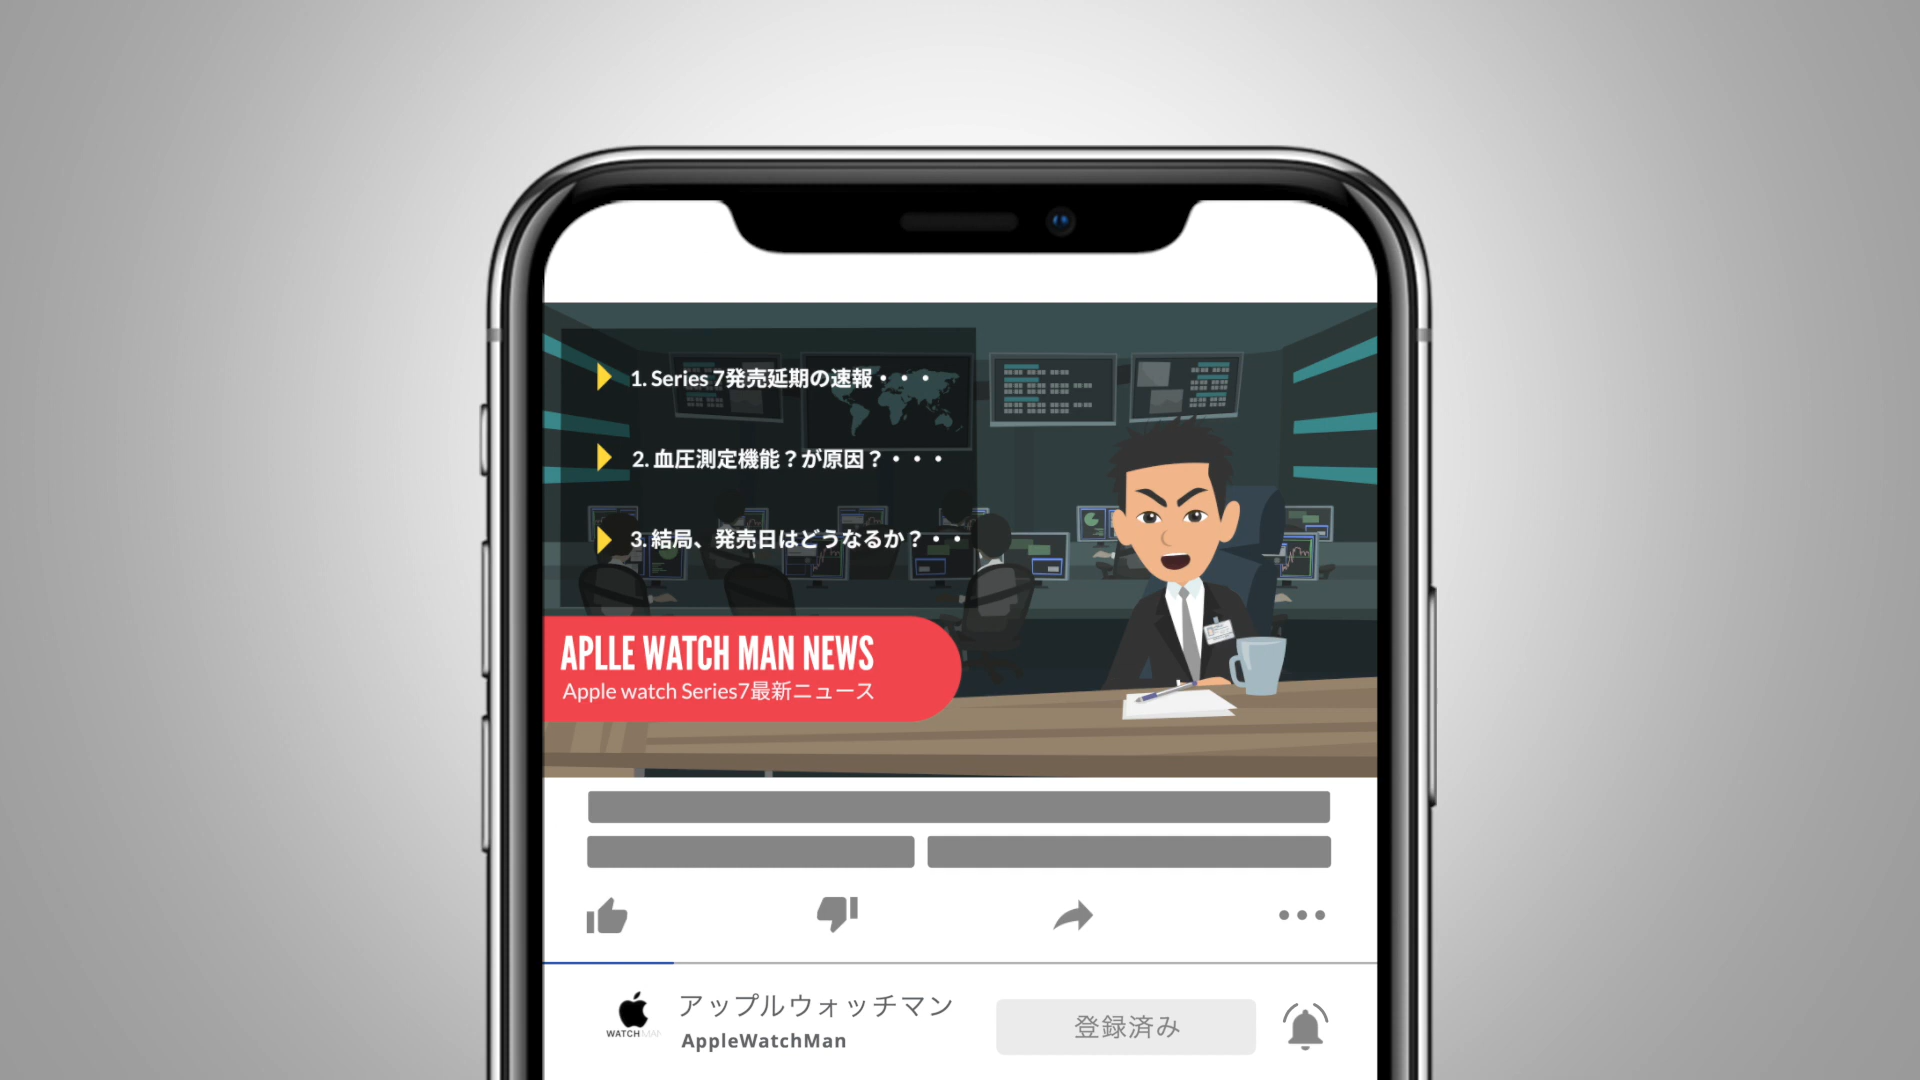 1. Series 7発売延期の速報・・・
2. 血圧測定機能？が原因？・・・
3. 結局、発売日はどうなるか？・・
APLLE WATCH MAN NEWS
Apple watch Series7最新ニュース
アップルウォッチマン
WATCH MAN
AppleWatchMan
登録済み